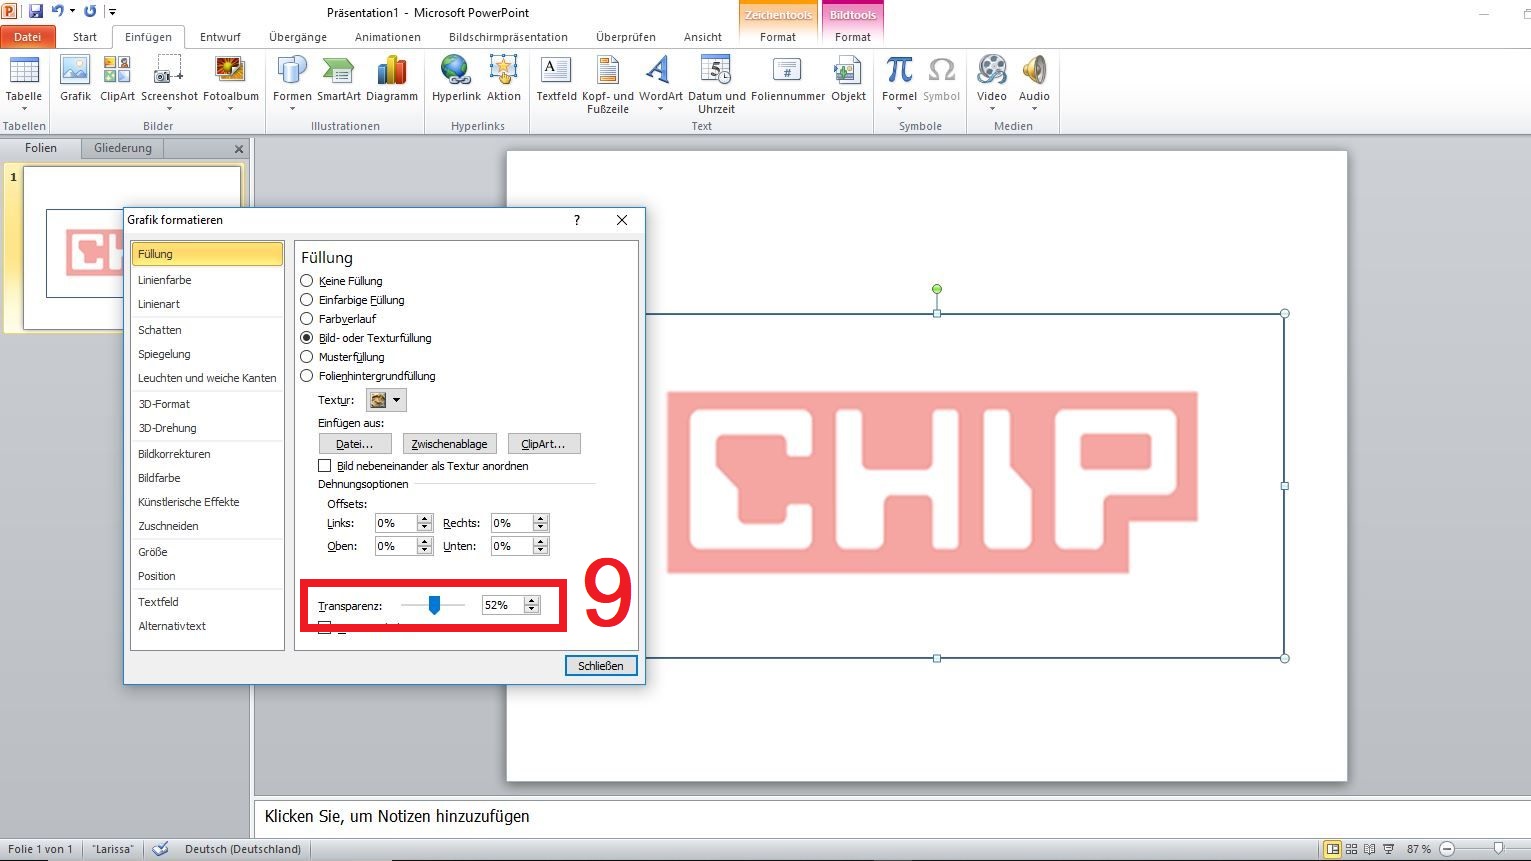 Präsentation1 - Microsoft PowerPoint
Zeichentools Bildtools
Datei Start Einfügen Entwurf Übergänge Animationen Bildschirmpräsentation Überprüfen Ansicht Format Format
Tabelle Grafik ClipArt Screenshot Fotoalbum Formen SmartArt Diagramm Hyperlink Aktion Textfeld Kopf- und Fußzeile WordArt Datum und Uhrzeit Foliennummer Objekt Formel Symbol Video Audio
Tabellen Bilder Illustrationen Hyperlinks Text Symbole Medien
Folien Gliederung
1
Grafik formatieren
Füllung
Linienfarbe
Linienart
Schatten
Spiegelung
Leuchten und weiche Kanten
3D-Format
3D-Drehung
Bildkorrekturen
Bildfarbe
Künstlerische Effekte
Zuschneiden
Größe
Position
Textfeld
Alternativtext
Füllung
Keine Füllung
Einfarbige Füllung
Farbverlauf
Bild- oder Texturfüllung
Musterfüllung
Folienhintergrundfüllung
Textur:
Einfügen aus:
Datei... Zwischenablage ClipArt...
Bild nebeneinander als Textur anordnen
Dehnungsoptionen
Offsets:
Links: 0% Rechts: 0%
Oben: 0% Unten: 0%
Transparenz: 52%
9
Schließen
CHIP
Klicken Sie, um Notizen hinzuzufügen
Folie 1 von 1 "Larissa" Deutsch (Deutschland) 87 %